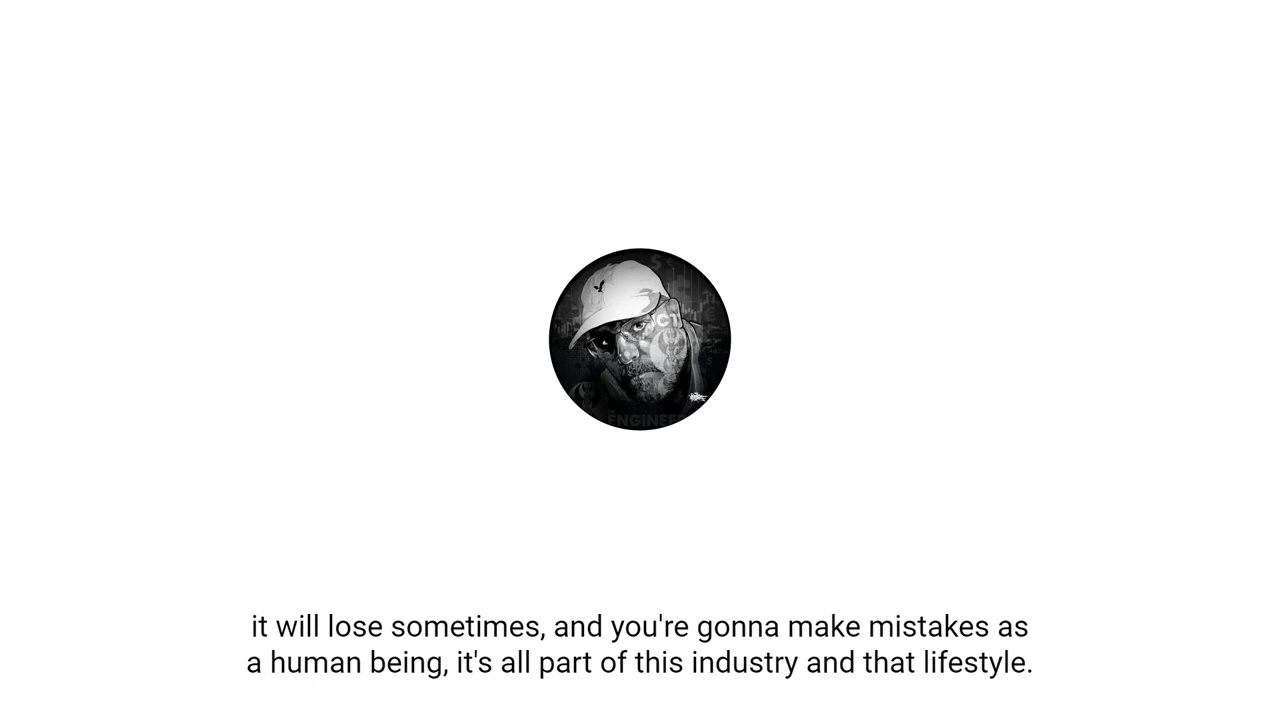 ENGINEER
it will lose sometimes, and you're gonna make mistakes as
a human being, it's all part of this industry and that lifestyle.